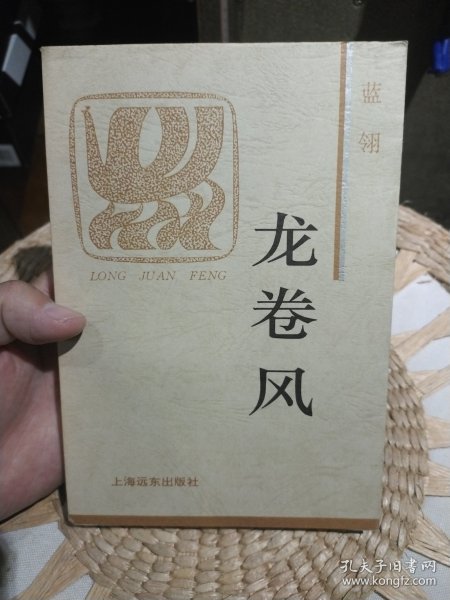 蓝翎
LONG JUAN FENG
龙卷风
上海远东出版社
孔夫子旧书网
www.kongfz.com